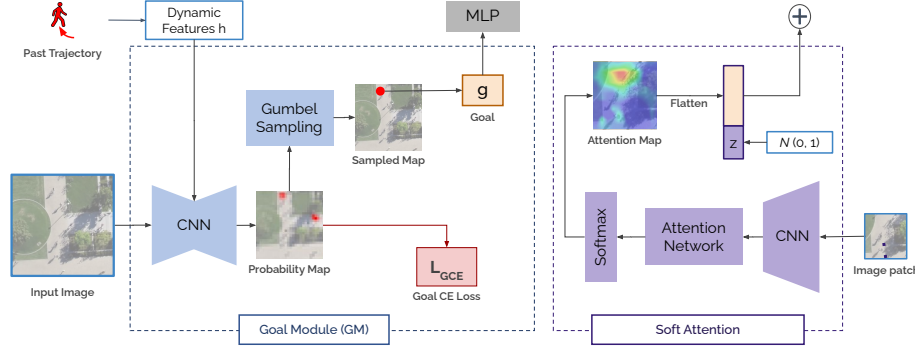 Past Trajectory
Dynamic
Features h
MLP
Gumbel
Sampling
Sampled Map
g
Goal
CNN
Input Image
Probability Map
L GCE
Goal CE Loss
Goal Module (GM)
Attention Map
Flatten
z
N (0, 1)
Softmax
Attention
Network
CNN
Image patch
Soft Attention